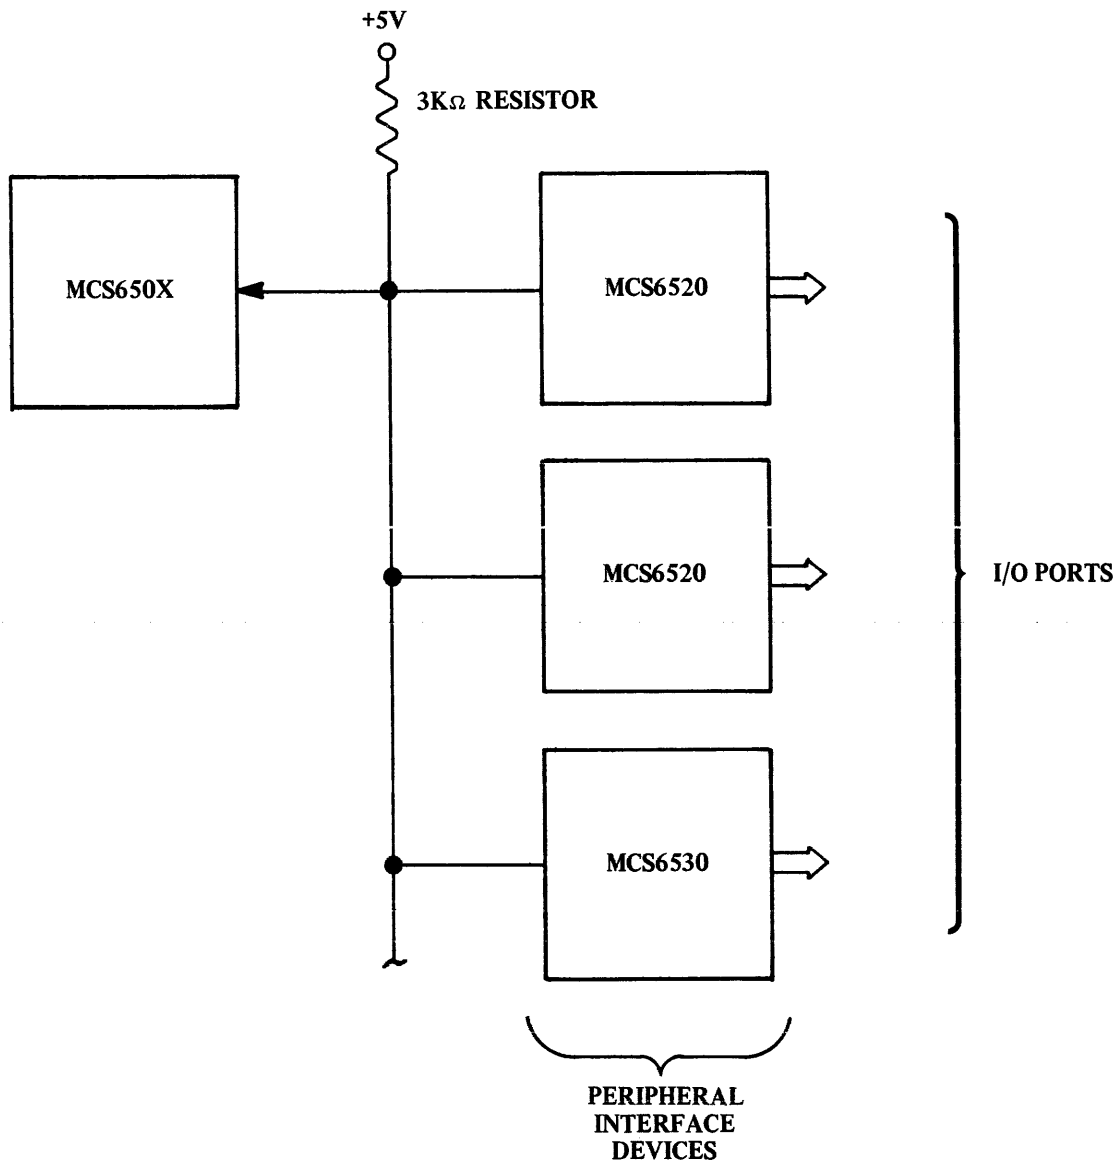 +5V
3KΩ RESISTOR
MCS650X
MCS6520
MCS6520
I/O PORTS
MCS6530
PERIPHERAL
INTERFACE
DEVICES